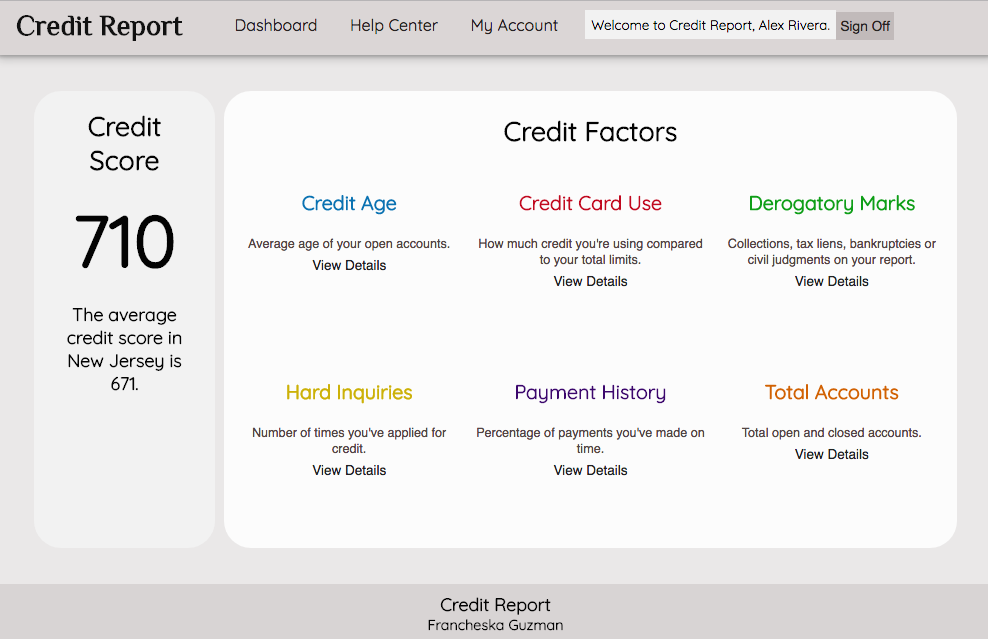 Credit Report
Dashboard
Help Center
My Account
Welcome to Credit Report, Alex Rivera.
Sign Off
Credit
Score
710
The average
credit score in
New Jersey is
671.
Credit Factors
Credit Age
Average age of your open accounts.
View Details
Credit Card Use
How much credit you're using compared
to your total limits.
View Details
Derogatory Marks
Collections, tax liens, bankruptcies or
civil judgments on your report.
View Details
Hard Inquiries
Number of times you've applied for
credit.
View Details
Payment History
Percentage of payments you've made on
time.
View Details
Total Accounts
Total open and closed accounts.
View Details
Credit Report
Francheska Guzman